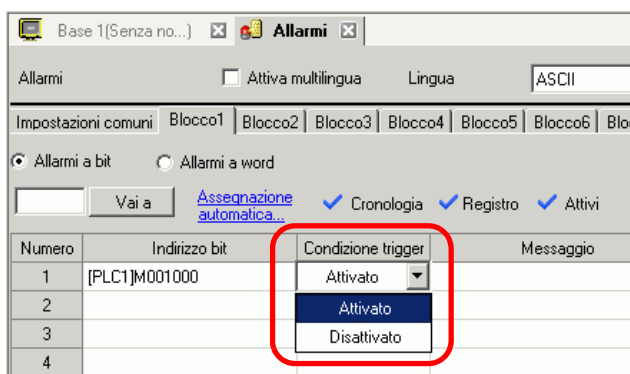 Base 1(Senza no...) Allarmi
Allarmi Attiva multilingua Lingua ASCII
Impostazioni comuni Blocco1 Blocco2 Blocco3 Blocco4 Blocco5 Blocco6 Blo
Allarmi a bit Allarmi a word
Vai a Assegnazione automatica... Cronologia Registro Attivi
Numero Indirizzo bit Condizione trigger Messaggio
1 [PLC1]M001000 Attivato
2 Attivato
3 Disattivato
4